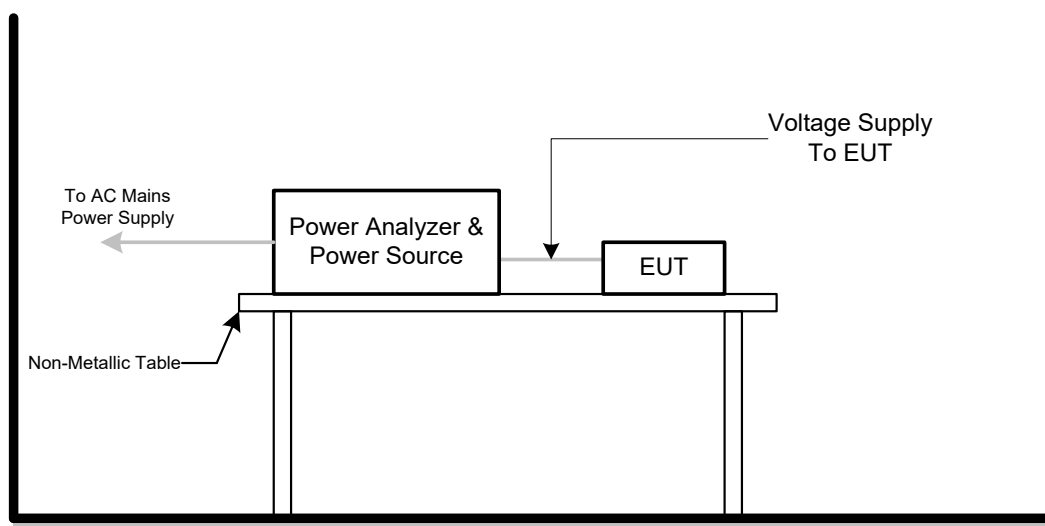 Voltage Supply
To EUT
To AC Mains
Power Supply
Power Analyzer &
Power Source
EUT
Non-Metallic Table